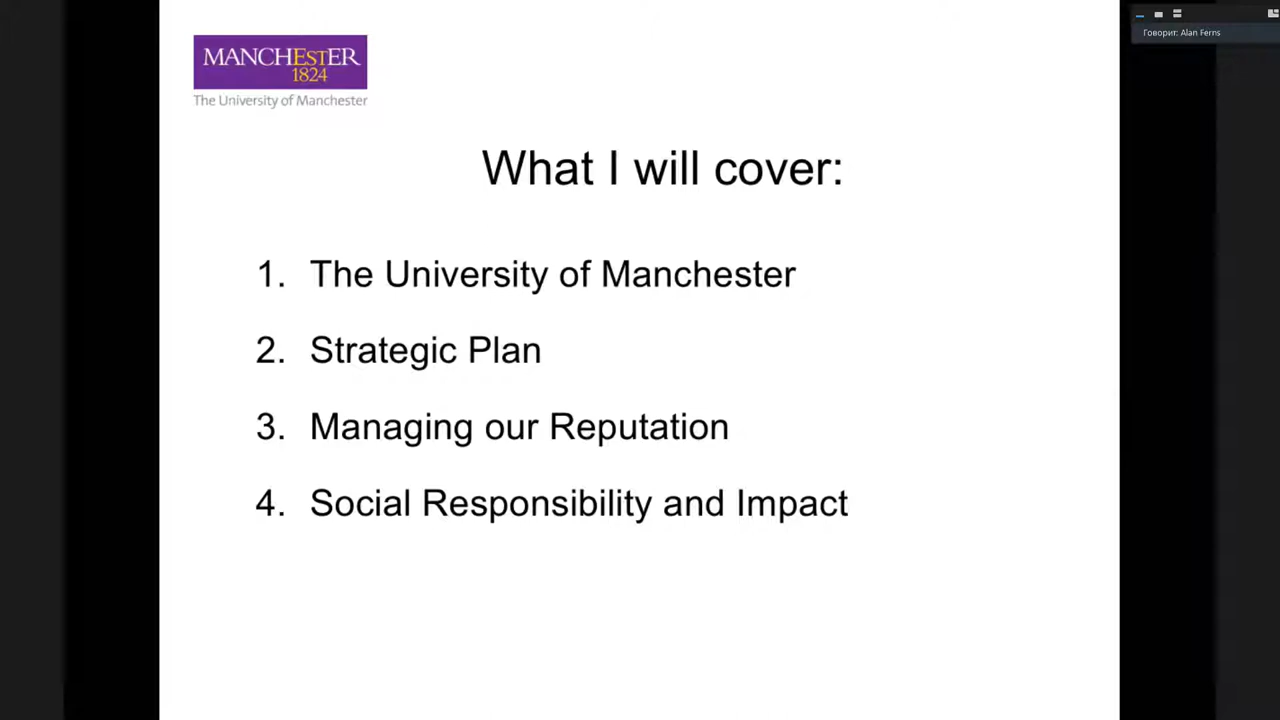 Говорит: Alan Ferns
MANCHESTER
1824
The University of Manchester
What I will cover:
1. The University of Manchester
2. Strategic Plan
3. Managing our Reputation
4. Social Responsibility and Impact